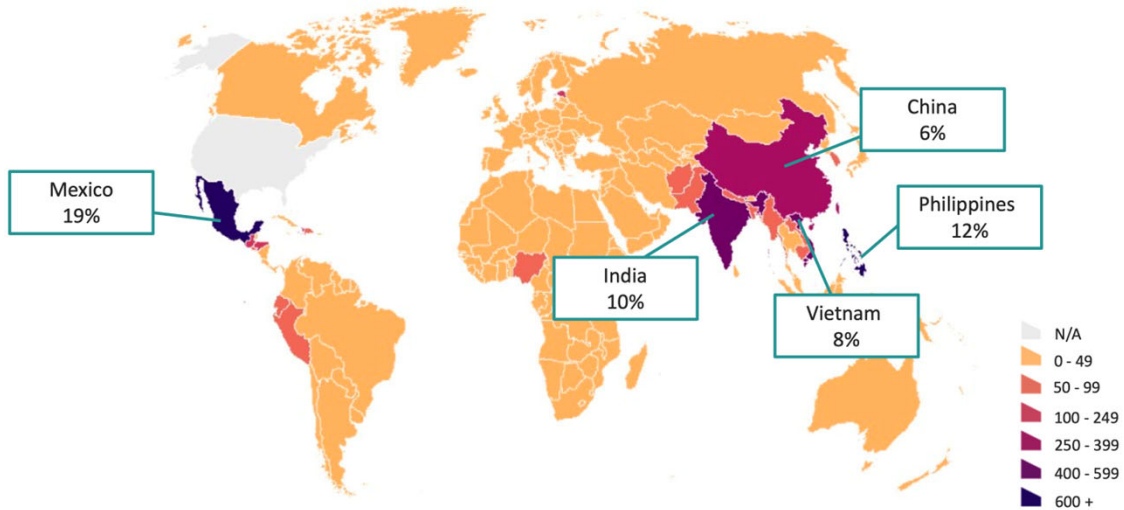 China
6%
Mexico
19%
Philippines
12%
India
10%
Vietnam
8%
N/A
0 - 49
50 - 99
100 - 249
250 - 399
400 - 599
600 +